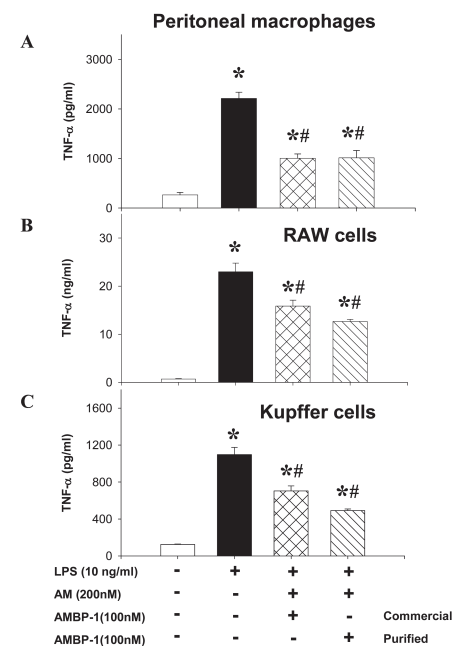 Peritoneal macrophages
A
3000
2000
1000
0
TNF-α (pg/ml)
*
*#
*#
B
RAW cells
30
20
10
0
TNF-α (ng/ml)
*
*#
*#
C
Kupffer cells
1600
1200
800
400
0
TNF-α (pg/ml)
*
*#
*#
LPS (10 ng/ml) - + + +
AM (200nM) - - + +
AMBP-1(100nM) - - + - Commercial
AMBP-1(100nM) - - - + Purified